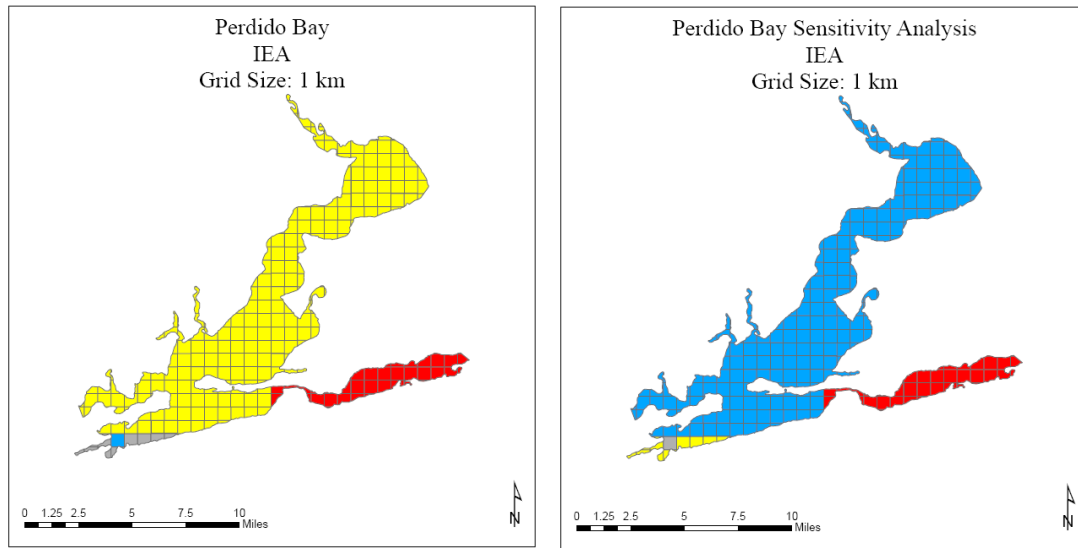 Perdido Bay
IEA
Grid Size: 1 km
N
0 1.25 2.5 5 7.5 10
Miles
Perdido Bay Sensitivity Analysis
IEA
Grid Size: 1 km
N
0 1.25 2.5 5 7.5 10
Miles